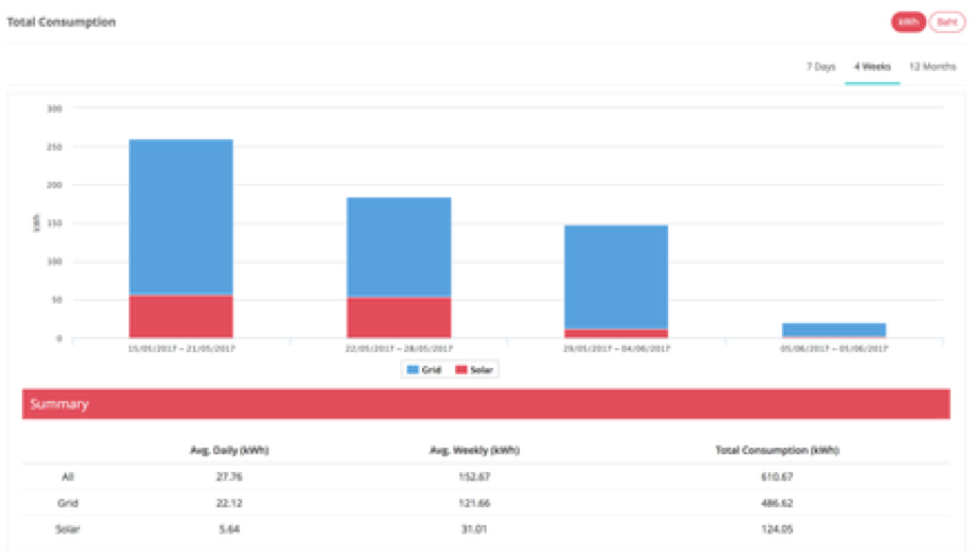 Total Consumption
kWh Baht
7 Days 4 Weeks 12 Months
300
250
200
150
100
50
0
kWh
15/05/2017 – 21/05/2017 22/05/2017 – 28/05/2017 29/05/2017 – 04/06/2017 05/06/2017 – 05/06/2017
Grid Solar
Summary
Avg. Daily (kWh) Avg. Weekly (kWh) Total Consumption (kWh)
All 27.76 152.67 610.67
Grid 22.12 121.66 486.62
Solar 5.64 31.01 124.05